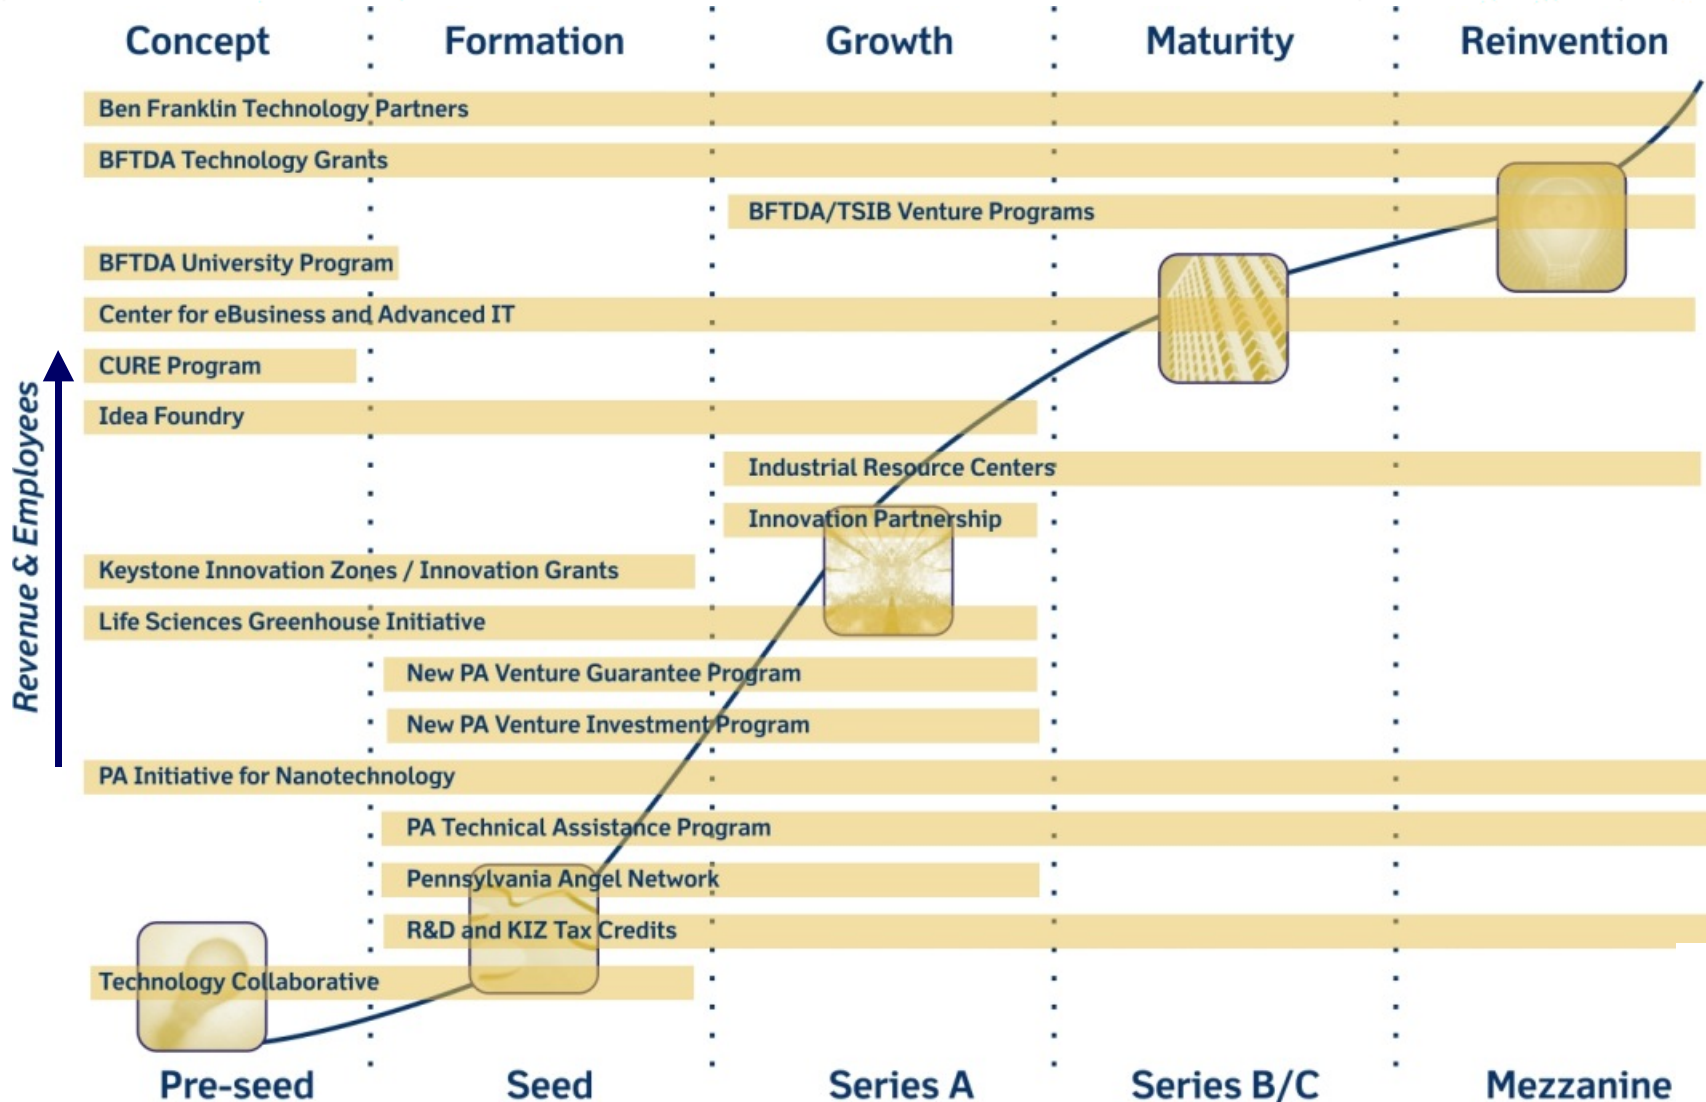 Concept Formation Growth Maturity Reinvention
Ben Franklin Technology Partners
BFTDA Technology Grants
BFTDA/TSIB Venture Programs
BFTDA University Program
Center for eBusiness and Advanced IT
CURE Program
Idea Foundry
Industrial Resource Centers
Innovation Partnership
Keystone Innovation Zones / Innovation Grants
Life Sciences Greenhouse Initiative
New PA Venture Guarantee Program
New PA Venture Investment Program
PA Initiative for Nanotechnology
PA Technical Assistance Program
Pennsylvania Angel Network
R&D and KIZ Tax Credits
Technology Collaborative
Revenue & Employees
Pre-seed Seed Series A Series B/C Mezzanine